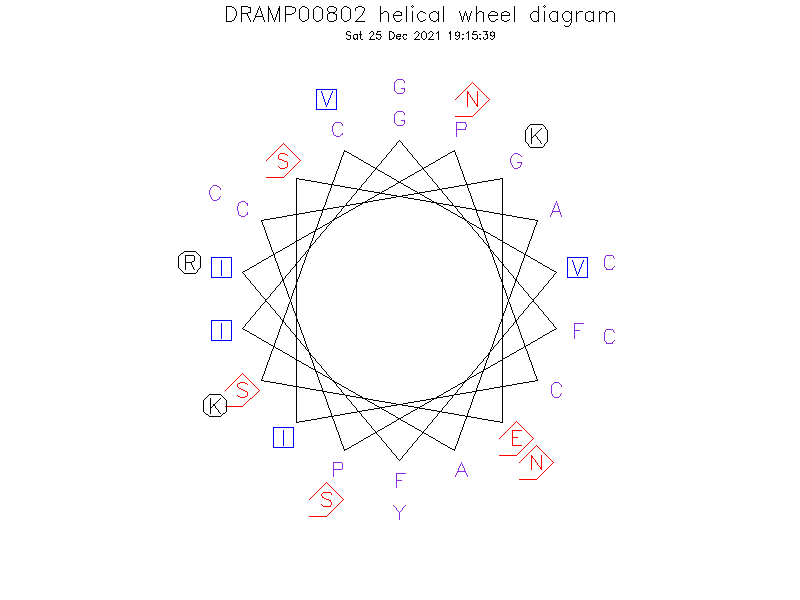 DRAMP00802 helical wheel diagram
Sat 25 Dec 2021 19:15:39
G
V N
G
C P K
S G
C
C A
R I V C
I F C
S C
K
I E
N
P A
F
S
Y